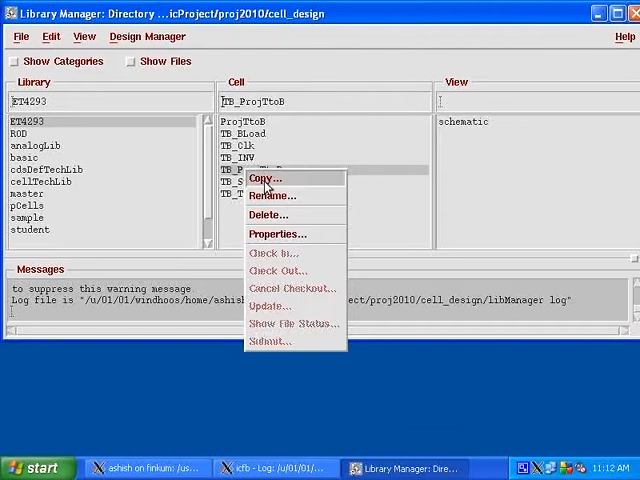 Library Manager: Directory ...icProject/proj2010/cell_design
File Edit View Design Manager Help
Show Categories Show Files
Library Cell View
ET4293 TB_ProjTtoB
ET4293
ROD
analogLib
basic
cdsDefTechLib
cellTechLib
master
pCells
sample
student
ProjTtoB
TB_BLoad
TB_Clk
TB_INV
schematic
Copy...
Rename...
Delete...
Properties...
Check In...
Check Out...
Cancel Checkout...
Update...
Show File Status...
Submit...
Messages
to suppress this warning message.
Log file is "/u/01/01/windhoos/home/ashis ject/proj2010/cell_design/libManager log"
start ashish on finkum: /us... icfb - Log: /u/01/01/... Library Manager: Dire... 11:12 AM